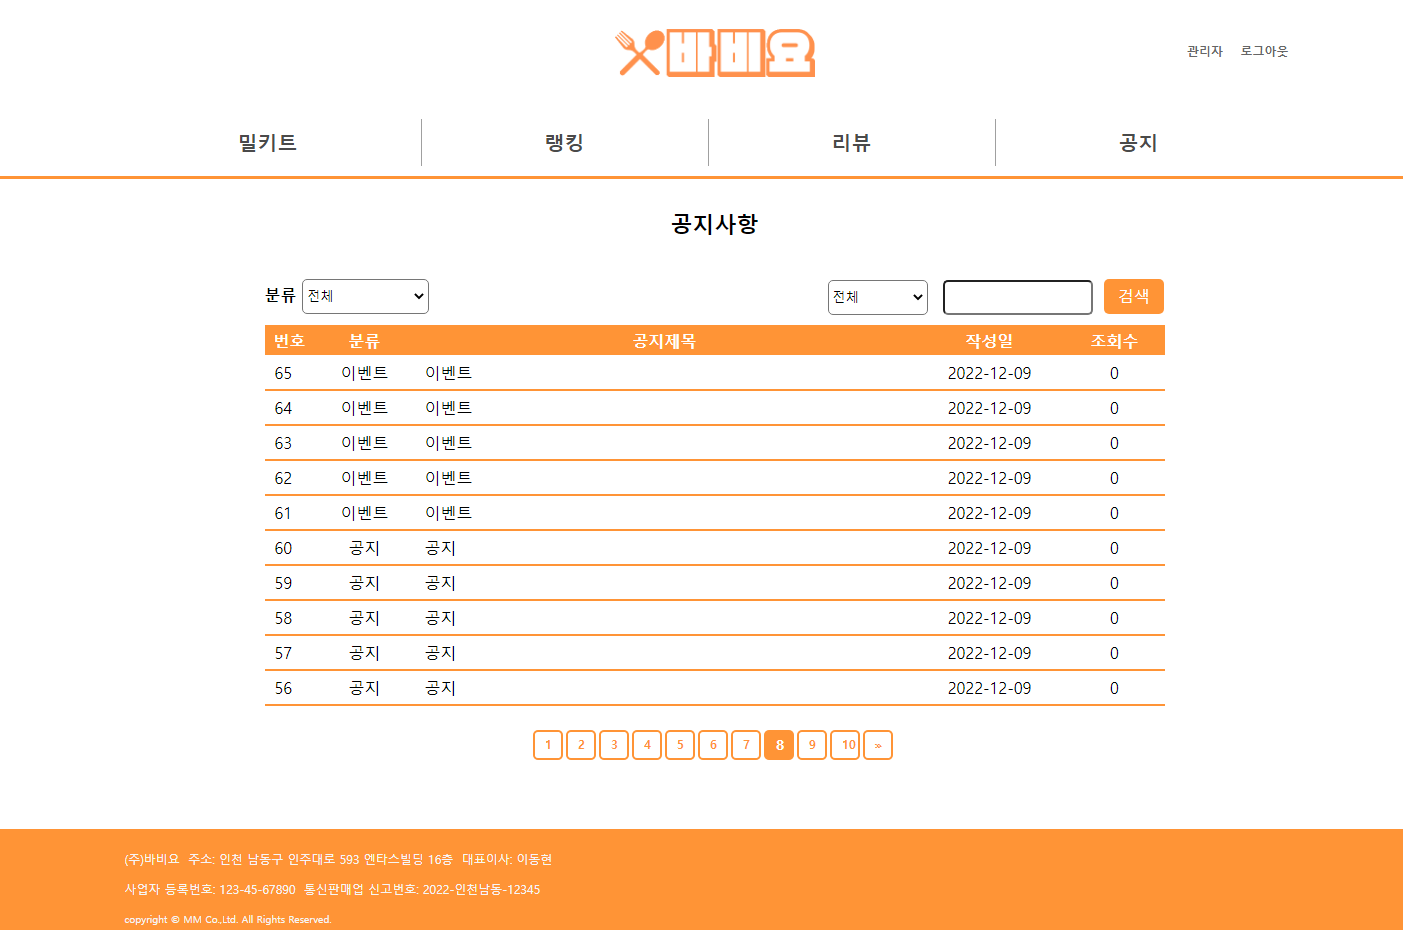 바비요
관리자 로그아웃
밀키트 랭킹 리뷰 공지
공지사항
분류 전체 전체 검색
번호 분류 공지제목 작성일 조회수
65 이벤트 이벤트 2022-12-09 0
64 이벤트 이벤트 2022-12-09 0
63 이벤트 이벤트 2022-12-09 0
62 이벤트 이벤트 2022-12-09 0
61 이벤트 이벤트 2022-12-09 0
60 공지 공지 2022-12-09 0
59 공지 공지 2022-12-09 0
58 공지 공지 2022-12-09 0
57 공지 공지 2022-12-09 0
56 공지 공지 2022-12-09 0
1 2 3 4 5 6 7 8 9 10 »
(주)바비요 주소: 인천 남동구 인주대로 593 엔타스빌딩 16층 대표이사: 이동현
사업자 등록번호: 123-45-67890 통신판매업 신고번호: 2022-인천남동-12345
copyright © MM Co.,Ltd. All Rights Reserved.